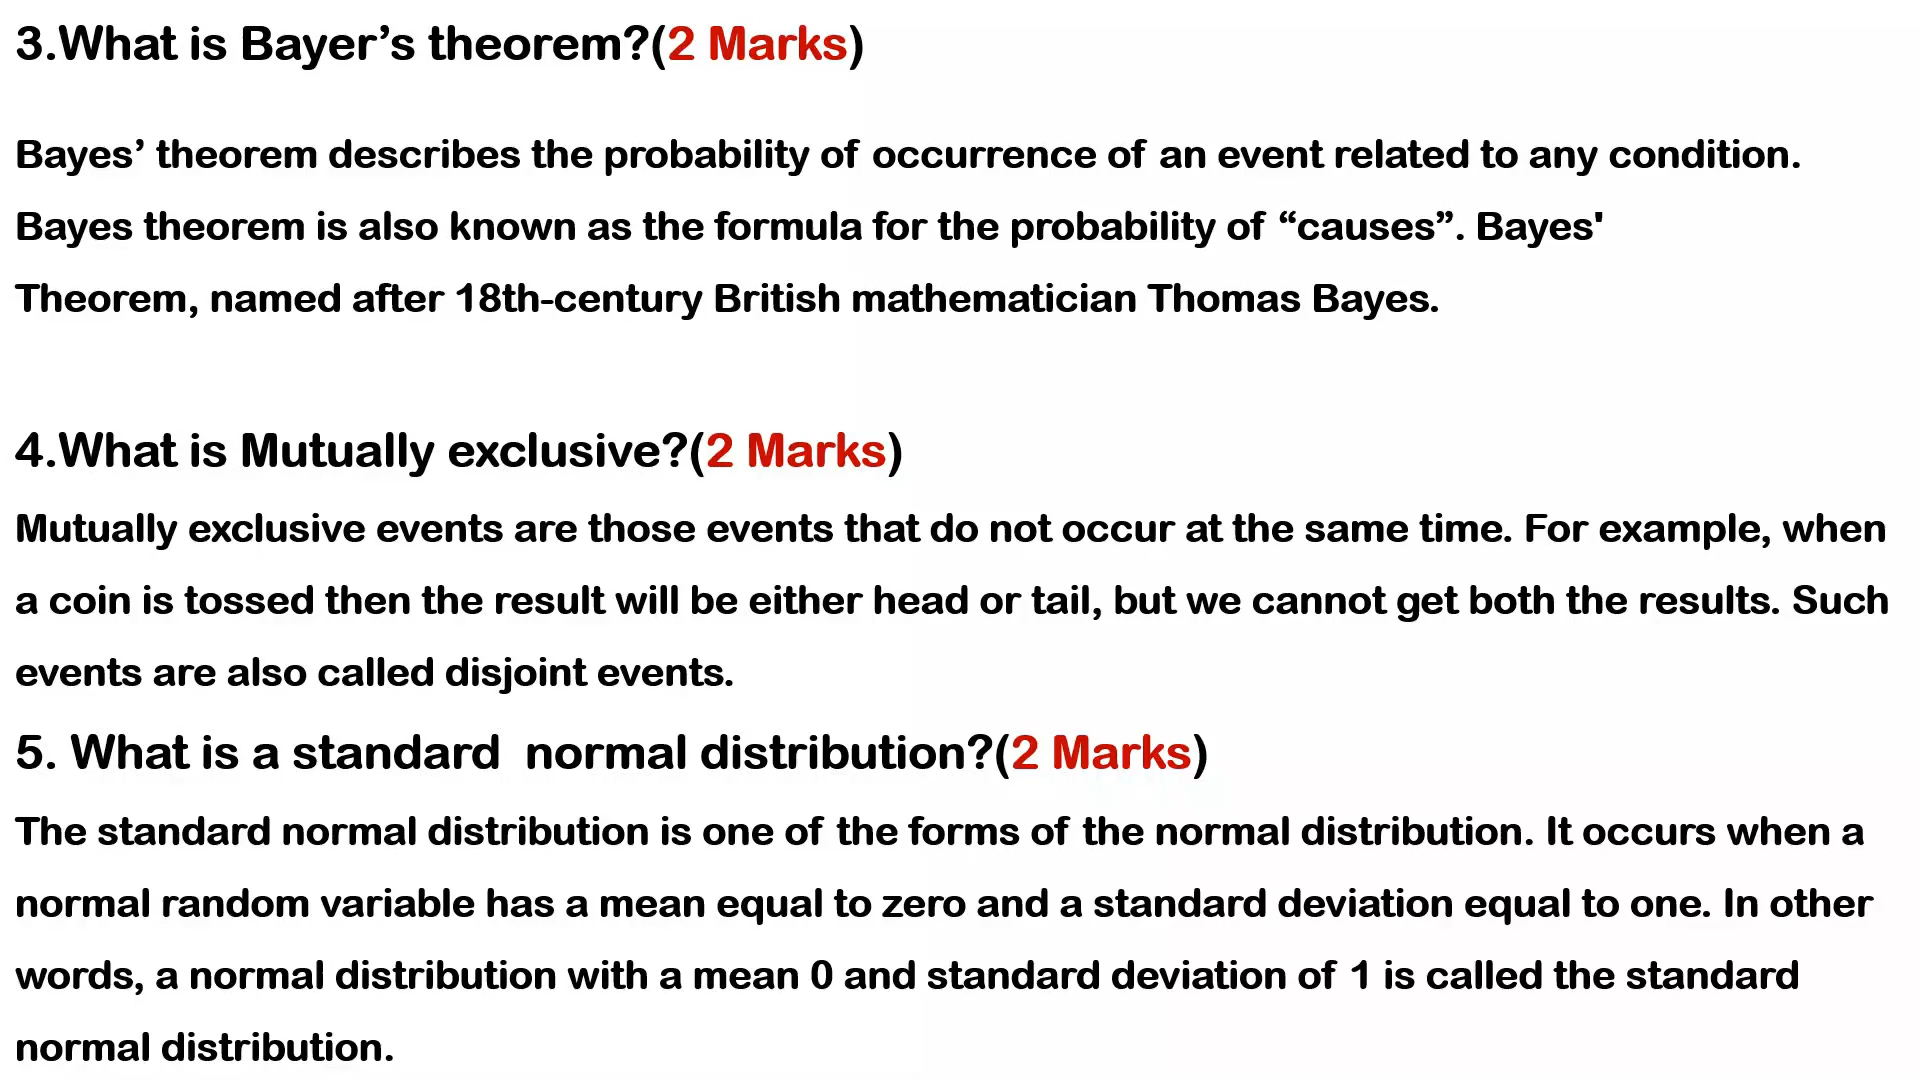 3.What is Bayer’s theorem?(2 Marks)
Bayes’ theorem describes the probability of occurrence of an event related to any condition.
Bayes theorem is also known as the formula for the probability of “causes”. Bayes'
Theorem, named after 18th-century British mathematician Thomas Bayes.
4.What is Mutually exclusive?(2 Marks)
Mutually exclusive events are those events that do not occur at the same time. For example, when
a coin is tossed then the result will be either head or tail, but we cannot get both the results. Such
events are also called disjoint events.
5. What is a standard  normal distribution?(2 Marks)
The standard normal distribution is one of the forms of the normal distribution. It occurs when a
normal random variable has a mean equal to zero and a standard deviation equal to one. In other
words, a normal distribution with a mean 0 and standard deviation of 1 is called the standard
normal distribution.